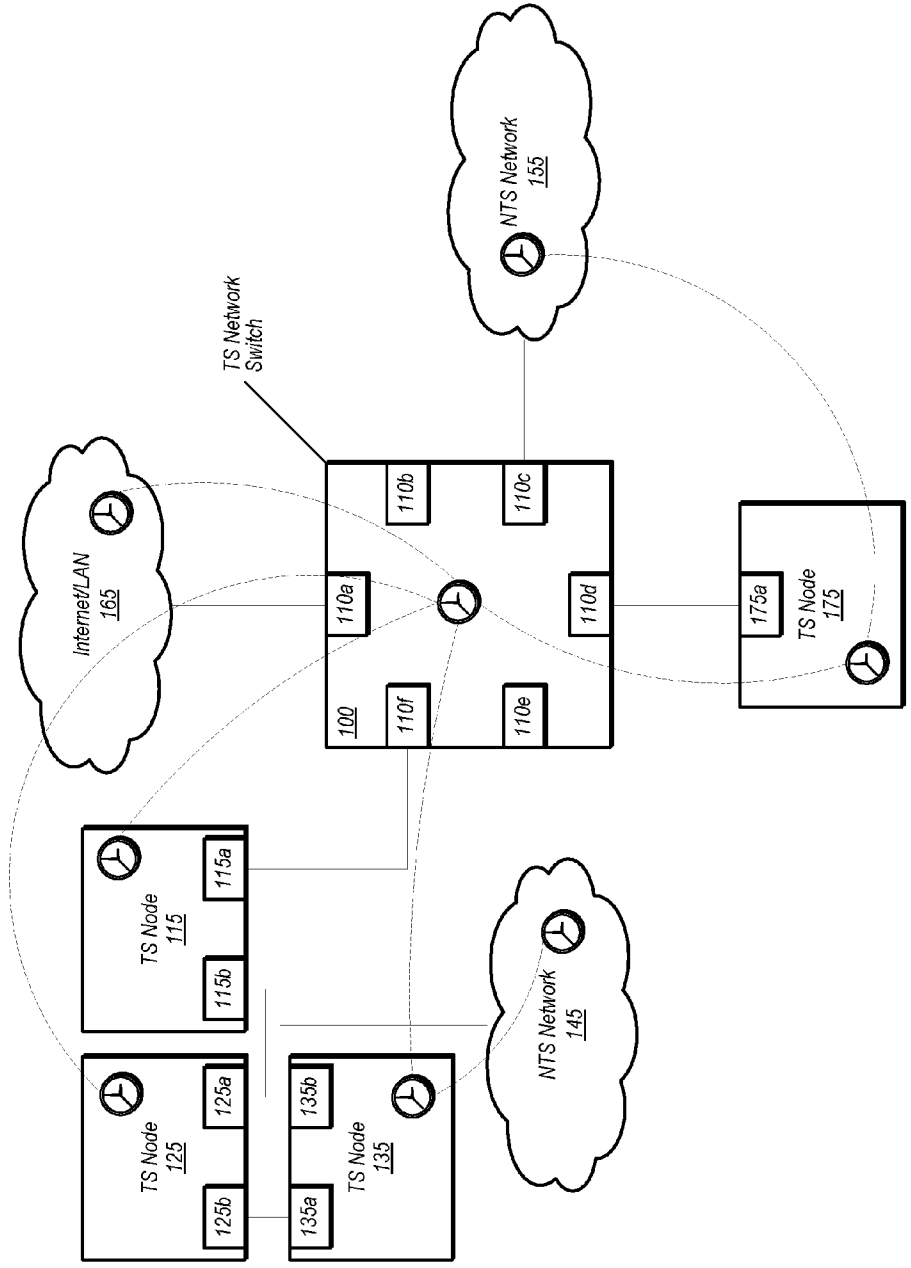 TS Node
125
125b
125a
TS Node
115
115b
115a
Internet/LAN
165
TS Network
Switch
TS Node
135
135a
135b
100
110f
110a
110b
110e
110d
110c
NTS Network
155
NTS Network
145
175a
TS Node
175